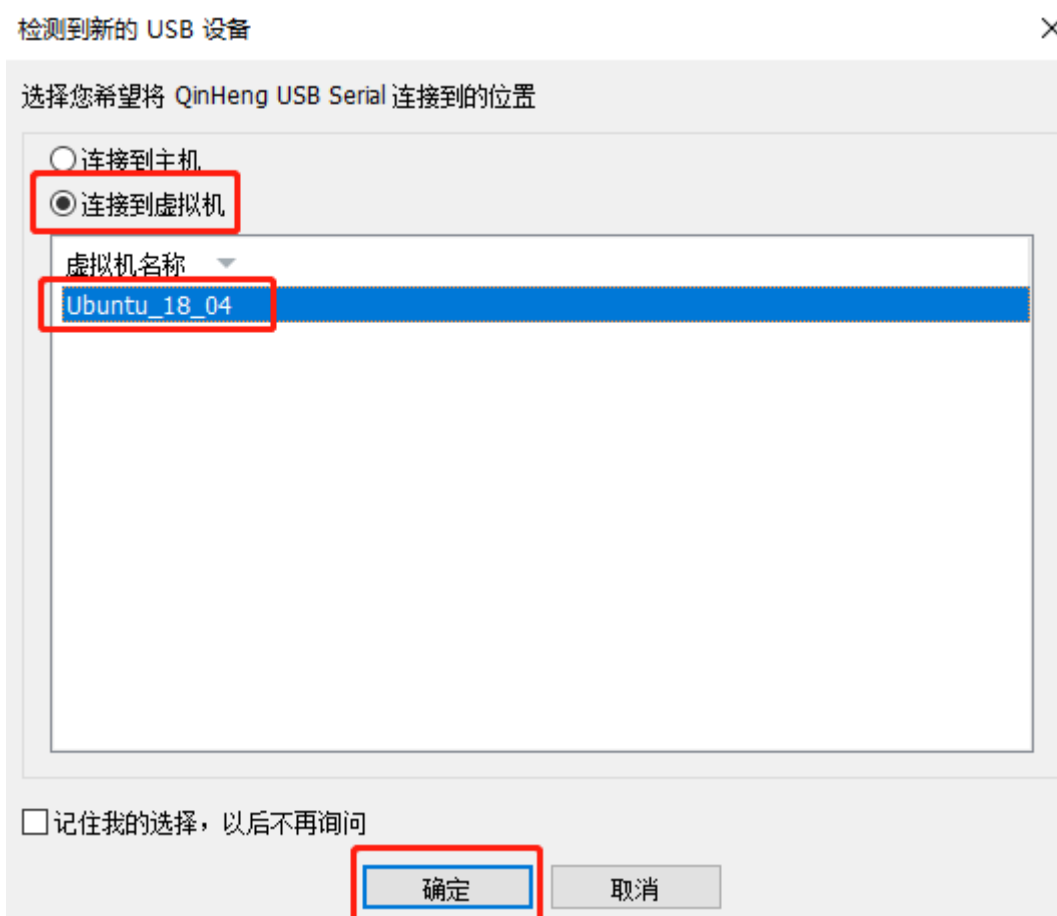 检测到新的 USB 设备
选择您希望将 QinHeng USB Serial 连接到的位置
连接到主机
连接到虚拟机
虚拟机名称
Ubuntu_18_04
记住我的选择，以后不再询问
确定 取消